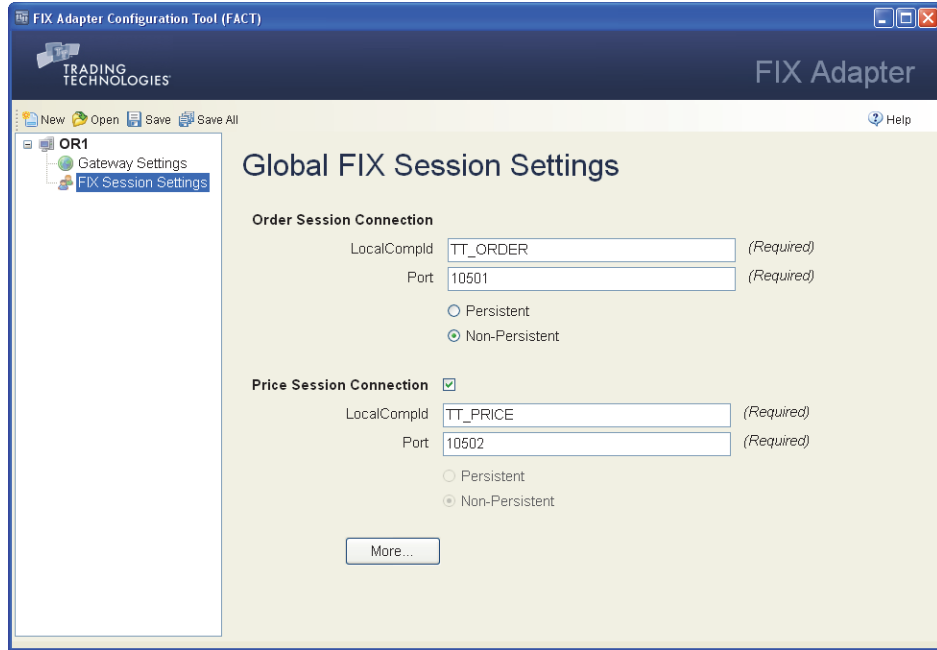 FIX Adapter Configuration Tool (FACT)
TRADING
TECHNOLOGIES®
FIX Adapter
New Open Save Save All
Help
OR1
Gateway Settings
FIX Session Settings
Global FIX Session Settings
Order Session Connection
LocalCompId TT_ORDER (Required)
Port 10501 (Required)
Persistent
Non-Persistent
Price Session Connection
LocalCompId TT_PRICE (Required)
Port 10502 (Required)
Persistent
Non-Persistent
More...